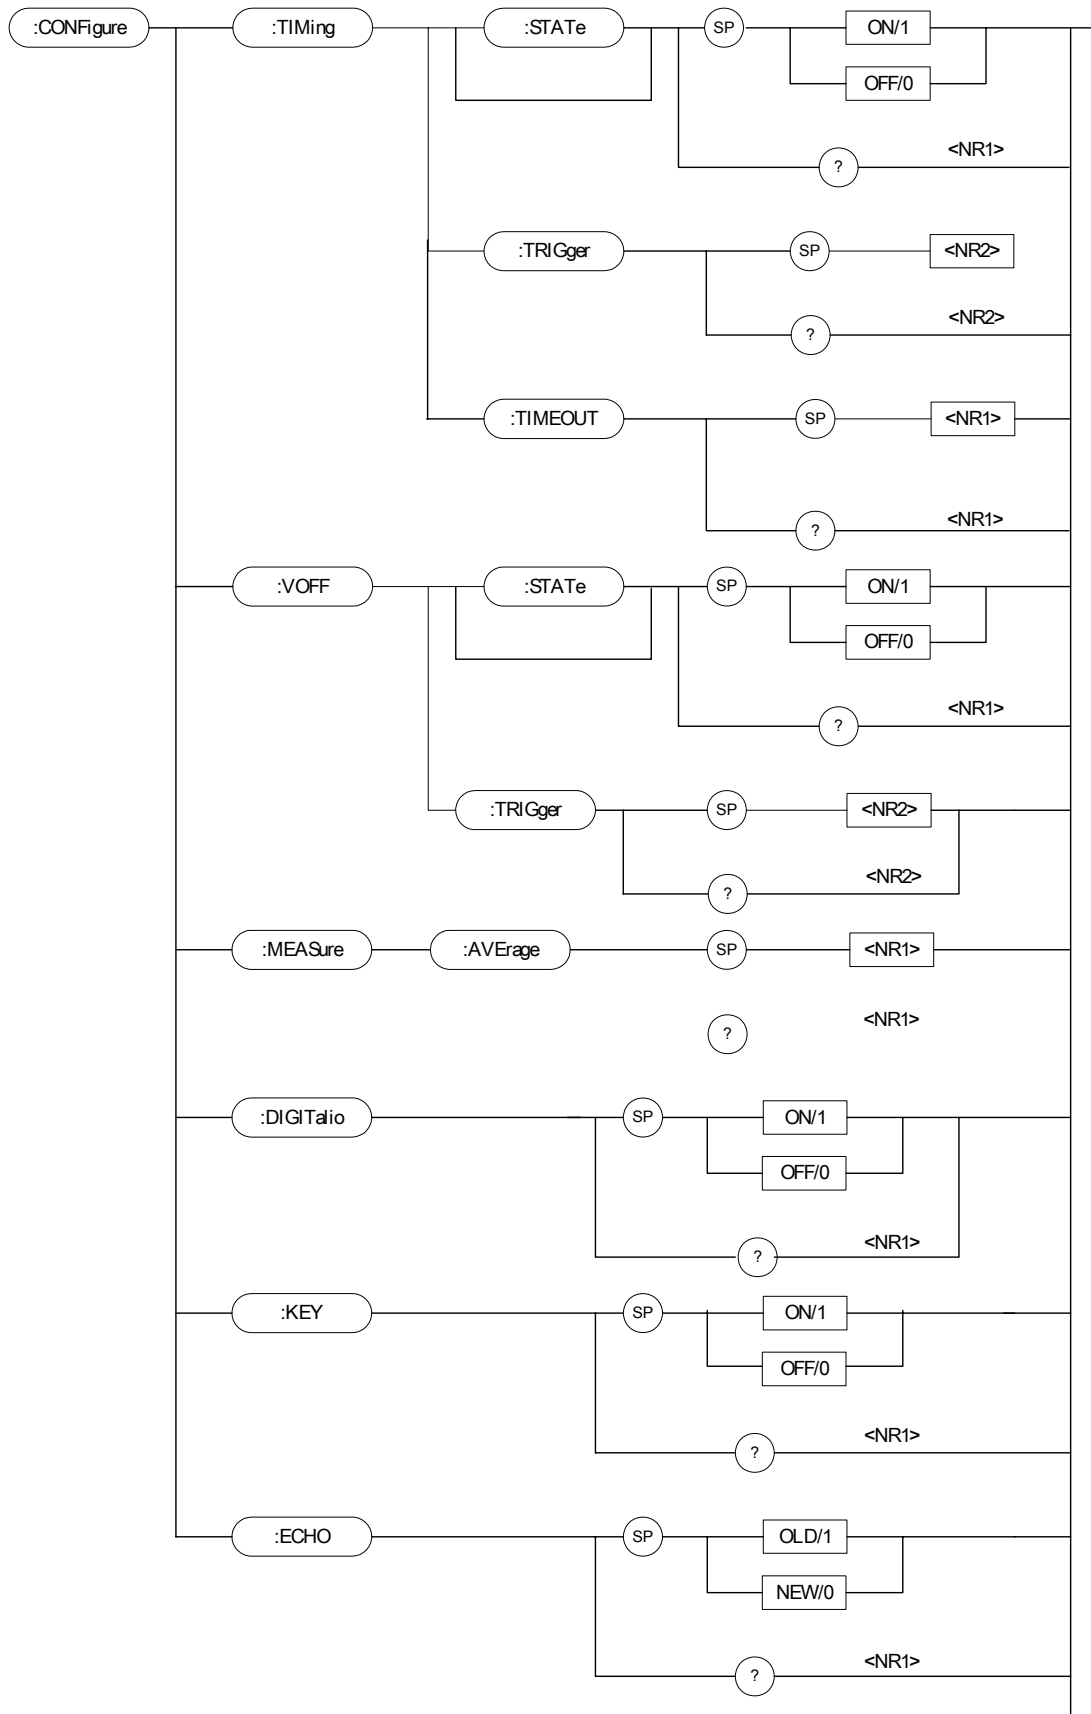 :CONFigure :TIMing :STATe SP ON/1
OFF/0
? <NR1>
:TRIGger SP <NR2>
? <NR2>
:TIMEOUT SP <NR1>
? <NR1>
:VOFF :STATe SP ON/1
OFF/0
? <NR1>
:TRIGger SP <NR2>
? <NR2>
:MEASure :AVErage SP <NR1>
? <NR1>
:DIGITalio SP ON/1
OFF/0
? <NR1>
:KEY SP ON/1
OFF/0
? <NR1>
:ECHO SP OLD/1
NEW/0
? <NR1>